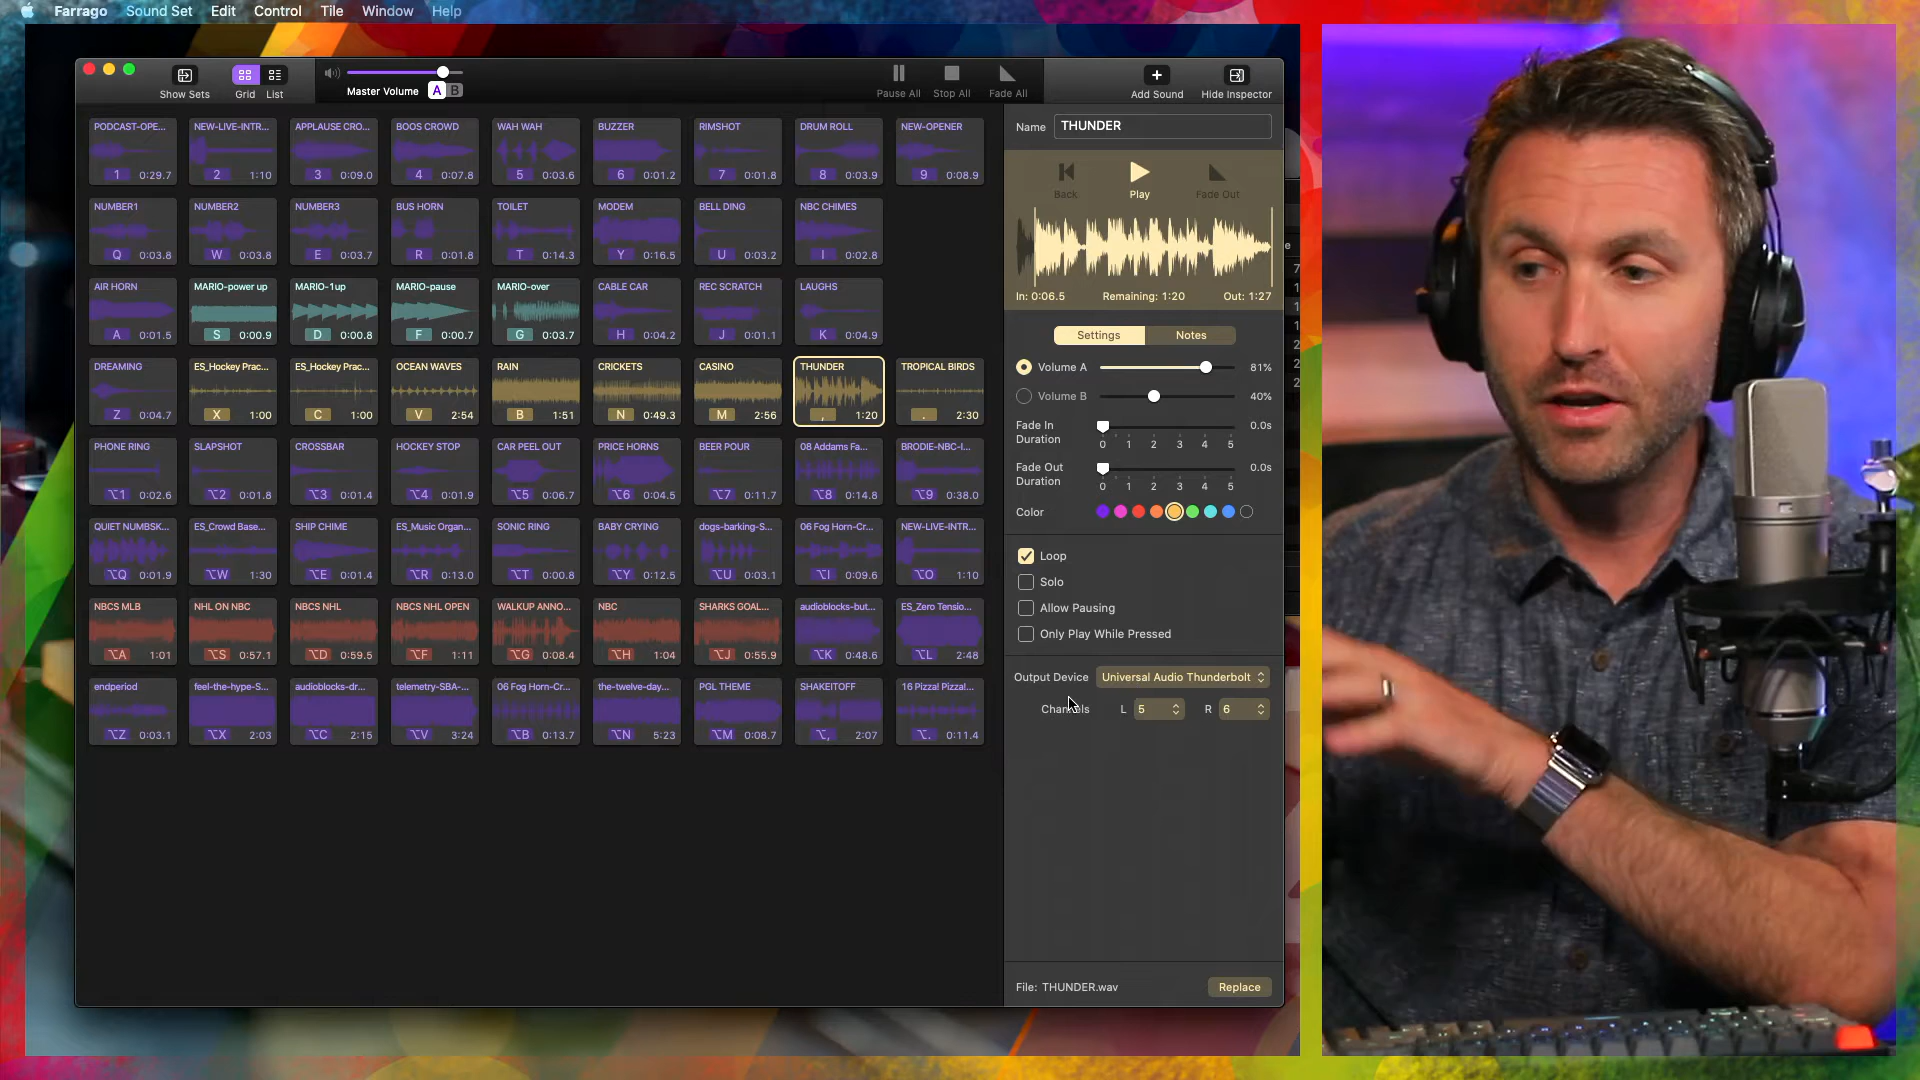 Farrago Sound Set Edit Control Tile Window Help
Show Sets Grid List Master Volume A B Pause All Stop All Fade All Add Sound Hide Inspector
PODCAST-OPE... NEW-LIVE-INTR... APPLAUSE CRO... BOOS CROWD WAH WAH BUZZER RIMSHOT DRUM ROLL NEW-OPENER
1 0:29.7 2 1:10 3 0:09.0 4 0:07.8 5 0:03.6 6 0:01.2 7 0:01.8 8 0:03.9 9 0:08.9
NUMBER1 NUMBER2 NUMBER3 BUS HORN TOILET MODEM BELL DING NBC CHIMES
Q 0:03.8 W 0:03.8 E 0:03.7 R 0:01.8 T 0:14.3 Y 0:16.5 U 0:03.2 I 0:02.8
AIR HORN MARIO-power up MARIO-1up MARIO-pause MARIO-over CABLE CAR REC SCRATCH LAUGHS
A 0:01.5 S 0:00.9 D 0:00.8 F 0:00.7 G 0:03.7 H 0:04.2 J 0:01.1 K 0:04.9
DREAMING ES_Hockey Prac... ES_Hockey Prac... OCEAN WAVES RAIN CRICKETS CASINO THUNDER TROPICAL BIRDS
Z 0:04.7 X 1:00 C 1:00 V 2:54 B 1:51 N 0:49.3 M 2:56 , 1:20 . 2:30
PHONE RING SLAPSHOT CROSSBAR HOCKEY STOP CAR PEEL OUT PRICE HORNS BEER POUR 08 Addams Fa... BRODIE-NBC-I...
⌥1 0:02.6 ⌥2 0:01.8 ⌥3 0:01.4 ⌥4 0:01.9 ⌥5 0:06.7 ⌥6 0:04.5 ⌥7 0:11.7 ⌥8 0:14.8 ⌥9 0:38.0
QUIET NUMBSK... ES_Crowd Base... SHIP CHIME ES_Music Organ... SONIC RING BABY CRYING dogs-barking-S... 06 Fog Horn-Cr... NEW-LIVE-INTR...
⌥Q 0:01.9 ⌥W 1:30 ⌥E 0:01.4 ⌥R 0:13.0 ⌥T 0:00.8 ⌥Y 0:12.5 ⌥U 0:03.1 ⌥I 0:09.6 ⌥O 1:10
NBCS MLB NHL ON NBC NBCS NHL NBCS NHL OPEN WALKUP ANNO... NBC SHARKS GOAL... audioblocks-but... ES_Zero Tensio...
⌥A 1:01 ⌥S 0:57.1 ⌥D 0:59.5 ⌥F 1:11 ⌥G 0:08.4 ⌥H 1:04 ⌥J 0:55.9 ⌥K 0:48.6 ⌥L 2:48
endperiod feel-the-hype-S... audioblocks-dr... telemetry-SBA-... 06 Fog Horn-Cr... the-twelve-day... PGL THEME SHAKEITOFF 16 Pizza! Pizza!...
⌥Z 0:03.1 ⌥X 2:03 ⌥C 2:15 ⌥V 3:24 ⌥B 0:13.7 ⌥N 5:23 ⌥M 0:08.7 ⌥, 2:07 ⌥. 0:11.4
Name THUNDER
Back Play Fade Out
In: 0:06.5 Remaining: 1:20 Out: 1:27
Settings Notes
Volume A 81%
Volume B 40%
Fade In Duration 0.0s
0 1 2 3 4 5
Fade Out Duration 0.0s
0 1 2 3 4 5
Color
Loop
Solo
Allow Pausing
Only Play While Pressed
Output Device Universal Audio Thunderbolt
Channels L 5 R 6
File: THUNDER.wav Replace